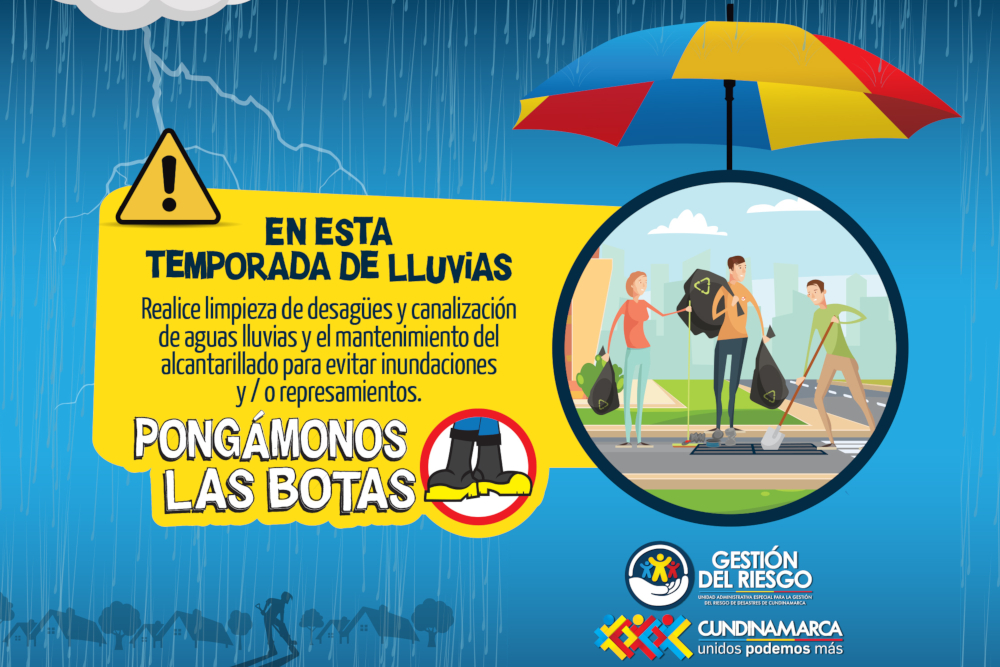 EN ESTA
TEMPORADA DE LLUVIAS
Realice limpieza de desagües y canalización
de aguas lluvias y el mantenimiento del
alcantarillado para evitar inundaciones
y / o represamientos.
PONGÁMONOS
LAS BOTAS
GESTIÓN
DEL RIESGO
UNIDAD ADMINISTRATIVA ESPECIAL PARA LA GESTIÓN
DEL RIESGO DE DESASTRES DE CUNDINAMARCA
CUNDINAMARCA
unidos podemos más